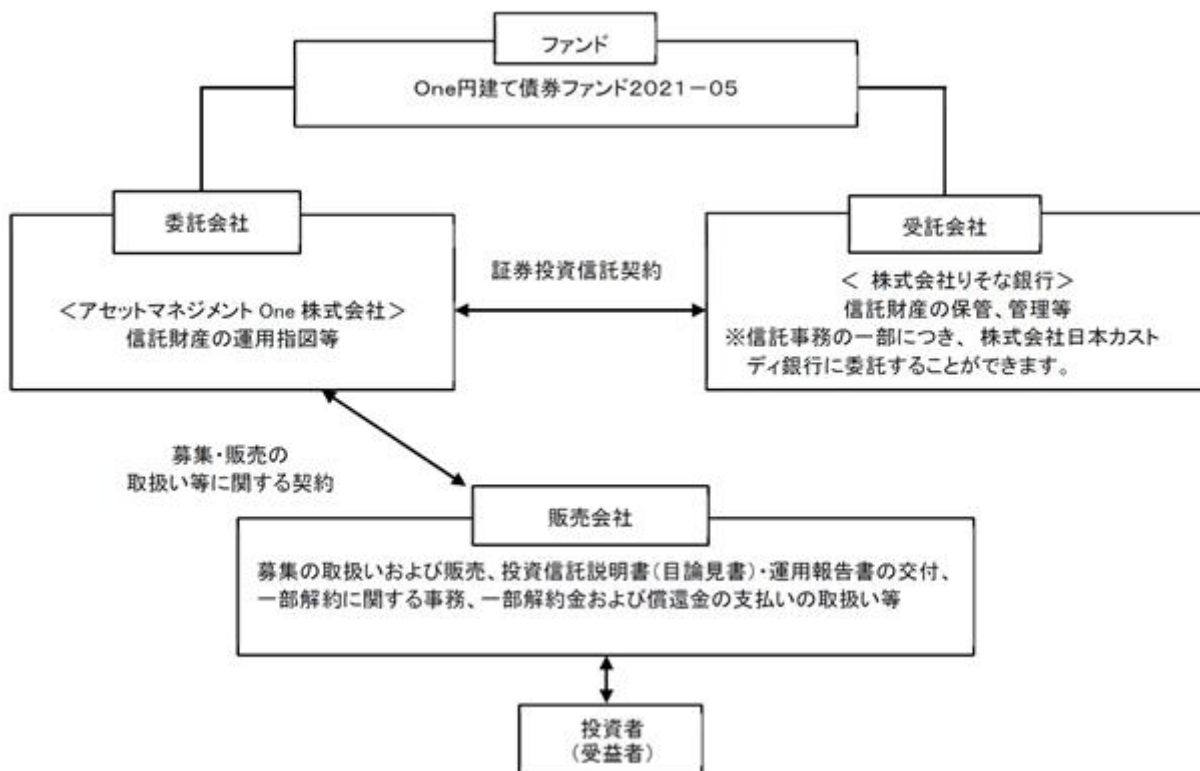 ファンド
One円建て債券ファンド2021－05
委託会社
＜アセットマネジメント One 株式会社＞
信託財産の運用指図等
証券投資信託契約
受託会社
＜ 株式会社りそな銀行＞
信託財産の保管、管理等
※信託事務の一部につき、 株式会社日本カスト
ディ銀行に委託することができます。
募集・販売の
取扱い等に関する契約
販売会社
募集の取扱いおよび販売、投資信託説明書（目論見書）・運用報告書の交付、
一部解約に関する事務、一部解約金および償還金の支払いの取扱い等
投資者
（受益者）